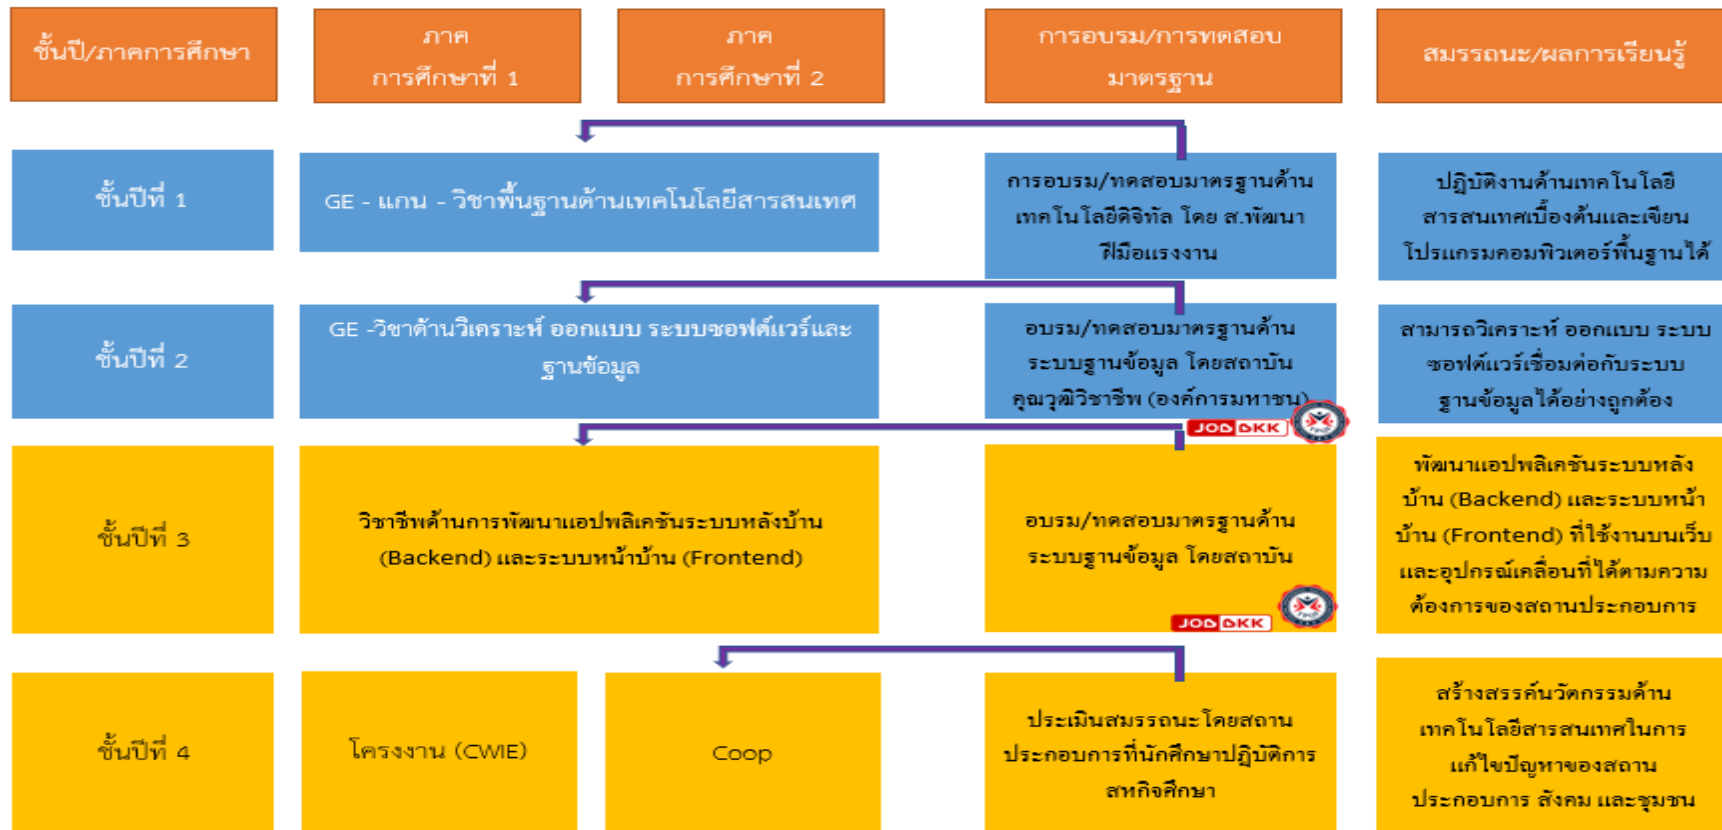 ชั้นปี/ภาคการศึกษา
ภาค
การศึกษาที่ 1
ภาค
การศึกษาที่ 2
การอบรม/การทดสอบ
มาตรฐาน
สมรรถนะ/ผลการเรียนรู้
ชั้นปีที่ 1
GE - แกน - วิชาพื้นฐานด้านเทคโนโลยีสารสนเทศ
การอบรม/ทดสอบมาตรฐานด้าน
เทคโนโลยีดิจิทัล โดย ส.พัฒนา
ฝีมือแรงงาน
ปฏิบัติงานด้านเทคโนโลยี
สารสนเทศเบื้องต้นและเขียน
โปรแกรมคอมพิวเตอร์พื้นฐานได้
ชั้นปีที่ 2
GE -วิชาด้านวิเคราะห์ ออกแบบ ระบบซอฟต์แวร์และ
ฐานข้อมูล
อบรม/ทดสอบมาตรฐานด้าน
ระบบฐานข้อมูล โดยสถาบัน
คุณวุฒิวิชาชีพ (องค์การมหาชน)
JOB BKK
สามารถวิเคราะห์ ออกแบบ ระบบ
ซอฟต์แวร์เชื่อมต่อกับระบบ
ฐานข้อมูลได้อย่างถูกต้อง
ชั้นปีที่ 3
วิชาชีพด้านการพัฒนาแอปพลิเคชันระบบหลังบ้าน
(Backend) และระบบหน้าบ้าน (Frontend)
อบรม/ทดสอบมาตรฐานด้าน
ระบบฐานข้อมูล โดยสถาบัน
JOB BKK
พัฒนาแอปพลิเคชันระบบหลัง
บ้าน (Backend) และระบบหน้า
บ้าน (Frontend) ที่ใช้งานบนเว็บ
และอุปกรณ์เคลื่อนที่ได้ตามความ
ต้องการของสถานประกอบการ
ชั้นปีที่ 4
โครงงาน (CWIE)
Coop
ประเมินสมรรถนะโดยสถาน
ประกอบการที่นักศึกษาปฏิบัติการ
สหกิจศึกษา
สร้างสรรค์นวัตกรรมด้าน
เทคโนโลยีสารสนเทศในการ
แก้ไขปัญหาของสถาน
ประกอบการ สังคม และชุมชน